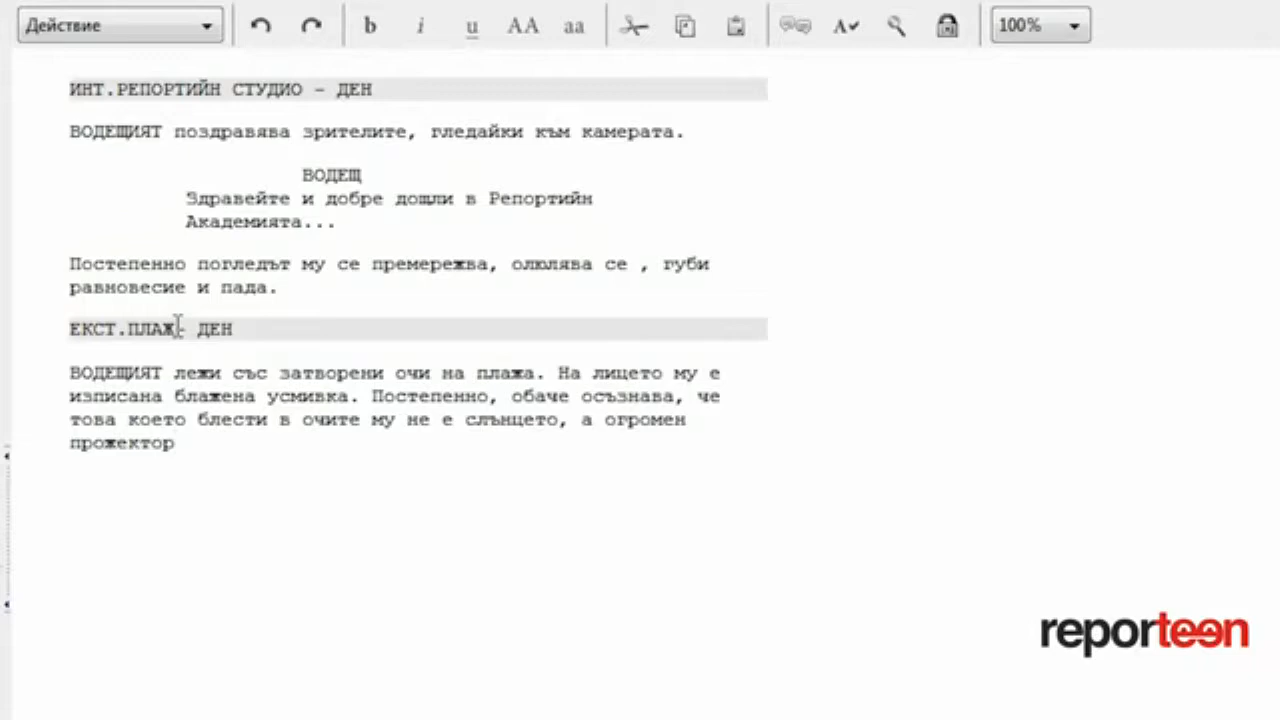 Действие
b i u AA aa
100%
ИНТ.РЕПОРТИЙН СТУДИО - ДЕН
ВОДЕЩИЯТ поздравява зрителите, гледайки към камерата.
ВОДЕЩ
Здравейте и добре дошли в Репортийн
Академията...
Постепенно погледът му се премережва, олюлява се , губи
равновесие и пада.
ЕКСТ.ПЛАЖ- ДЕН
ВОДЕЩИЯТ лежи със затворени очи на плажа. На лицето му е
изписана блажена усмивка. Постепенно, обаче осъзнава, че
това което блести в очите му не е слънцето, а огромен
прожектор
reporteen